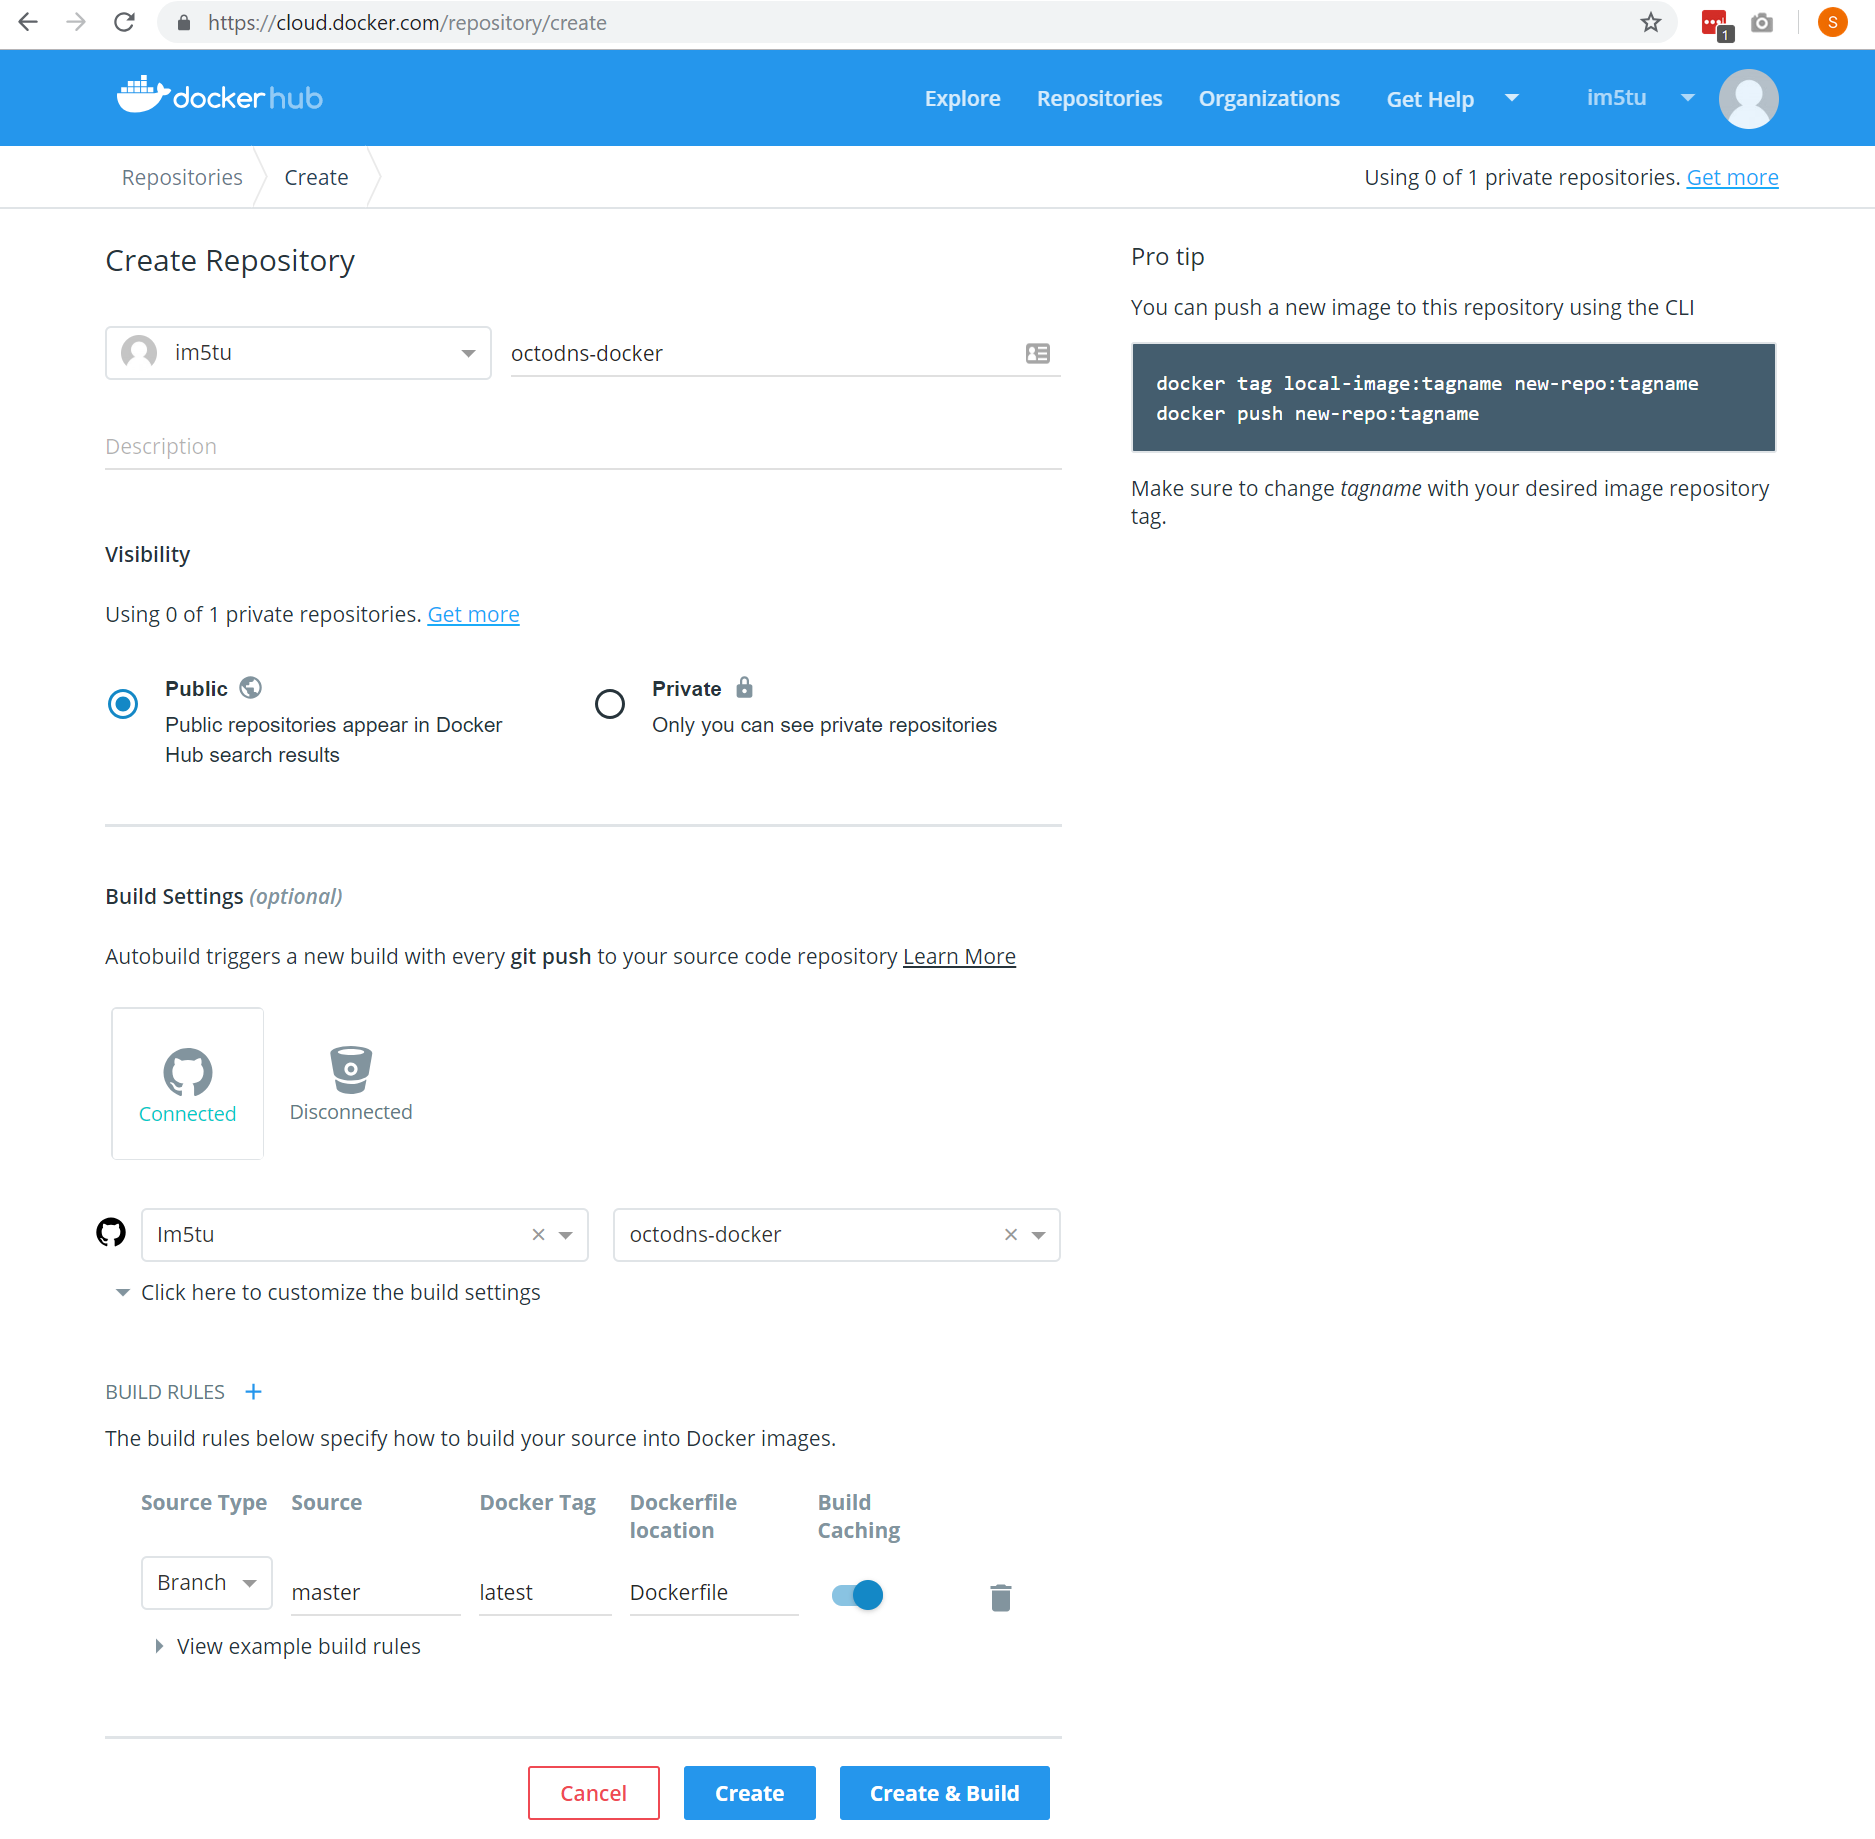 https://cloud.docker.com/repository/create
1
S
docker hub
Explore
Repositories
Organizations
Get Help
im5tu
Repositories
Create
Using 0 of 1 private repositories. Get more
Create Repository
im5tu
octodns-docker
Description
Visibility
Using 0 of 1 private repositories. Get more
Public
Public repositories appear in Docker
Hub search results
Private
Only you can see private repositories
Build Settings (optional)
Autobuild triggers a new build with every git push to your source code repository Learn More
Connected
Disconnected
Im5tu
octodns-docker
Click here to customize the build settings
BUILD RULES +
The build rules below specify how to build your source into Docker images.
Source Type
Source
Docker Tag
Dockerfile
location
Build
Caching
Branch
master
latest
Dockerfile
View example build rules
Cancel
Create
Create & Build
Pro tip
You can push a new image to this repository using the CLI
docker tag local-image:tagname new-repo:tagname
docker push new-repo:tagname
Make sure to change tagname with your desired image repository
tag.